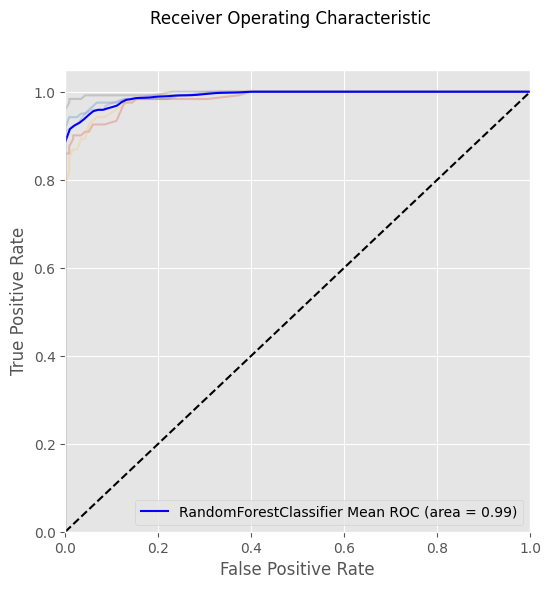 Receiver Operating Characteristic
True Positive Rate
1.0
0.8
0.6
0.4
0.2
0.0
RandomForestClassifier Mean ROC (area = 0.99)
0.0 0.2 0.4 0.6 0.8 1.0
False Positive Rate